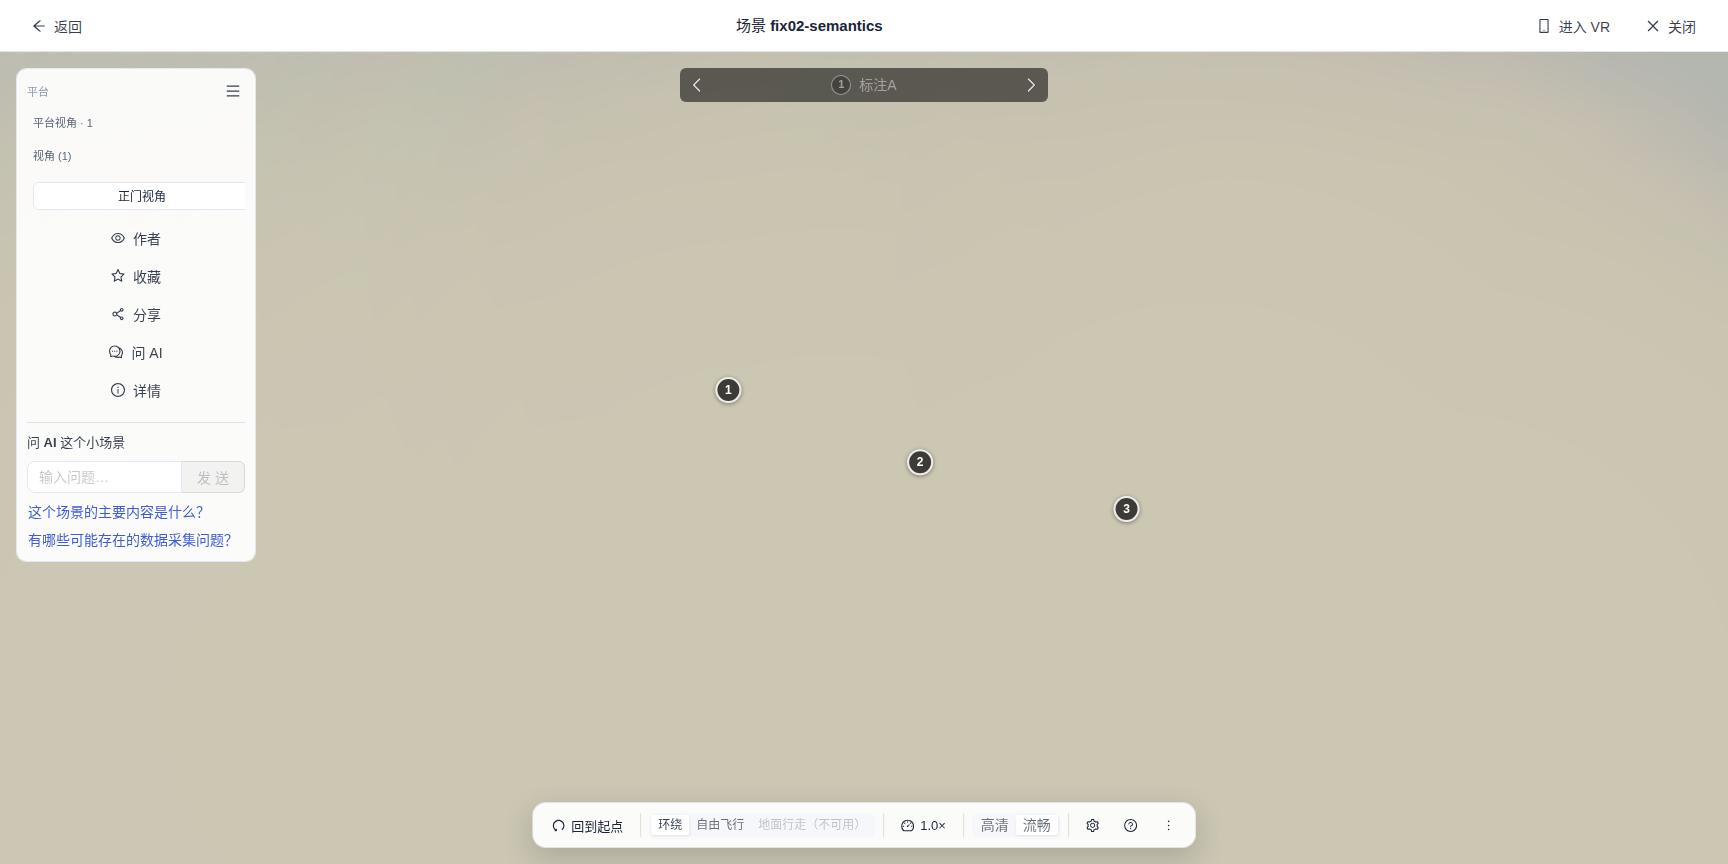 返回
场景 fix02-semantics
进入 VR
关闭
平台
平台视角 · 1
视角 (1)
正门视角
作者
收藏
分享
问 AI
详情
问 AI 这个小场景
输入问题…
发 送
这个场景的主要内容是什么？
有哪些可能存在的数据采集问题？
1 标注A
1
2
3
回到起点
环绕 自由飞行 地面行走（不可用）
1.0×
高清 流畅